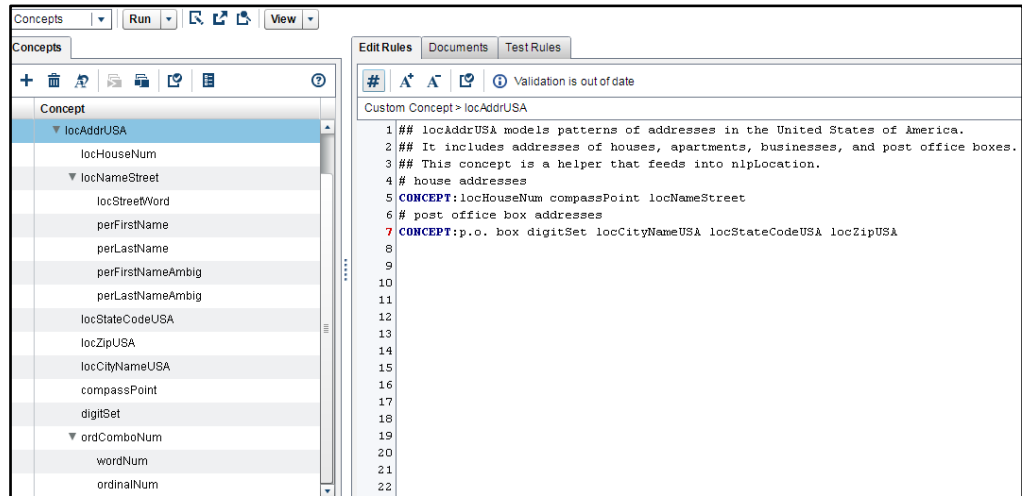 Concepts Run View
Concepts
Edit Rules Documents Test Rules
# A+ A- Validation is out of date
Concept
Custom Concept > locAddrUSA
locAddrUSA
locHouseNum
locNameStreet
locStreetWord
perFirstName
perLastName
perFirstNameAmbig
perLastNameAmbig
locStateCodeUSA
locZipUSA
locCityNameUSA
compassPoint
digitSet
ordComboNum
wordNum
ordinalNum
1 ## locAddrUSA models patterns of addresses in the United States of America.
2 ## It includes addresses of houses, apartments, businesses, and post office boxes.
3 ## This concept is a helper that feeds into nlpLocation.
4 # house addresses
5 CONCEPT:locHouseNum compassPoint locNameStreet
6 # post office box addresses
7 CONCEPT:p.o. box digitSet locCityNameUSA locStateCodeUSA locZipUSA
8
9
10
11
12
13
14
15
16
17
18
19
20
21
22